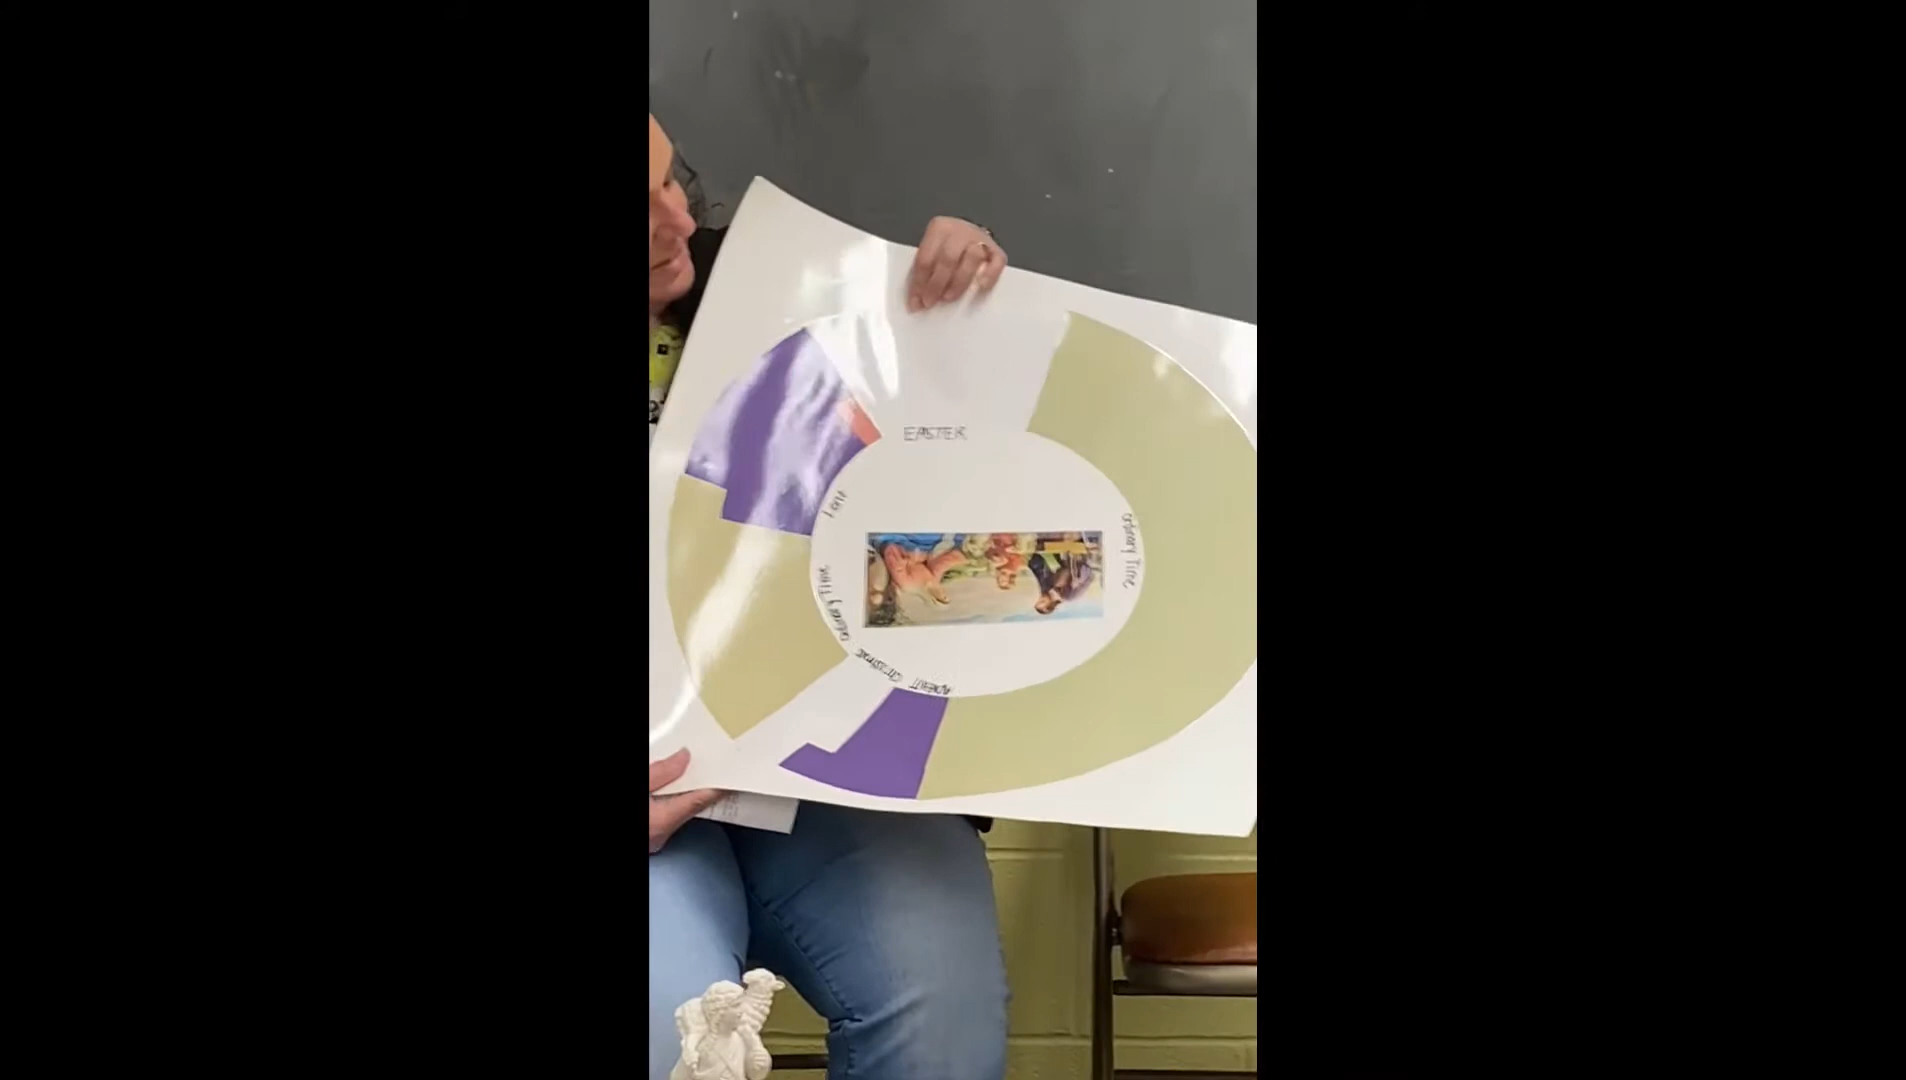 EASTER
Lent
ordinary Time
ordinary Time
Christmas
ADVENT